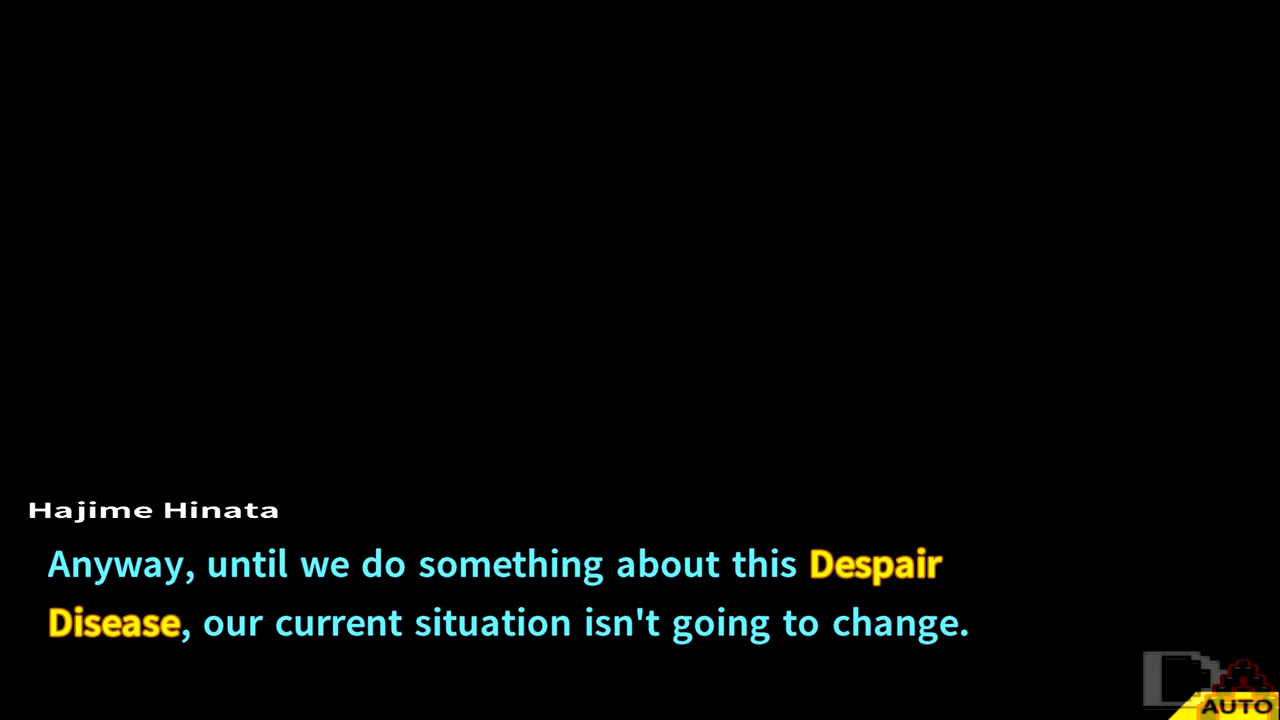 Hajime Hinata
Anyway, until we do something about this Despair
Disease, our current situation isn't going to change.
AUTO